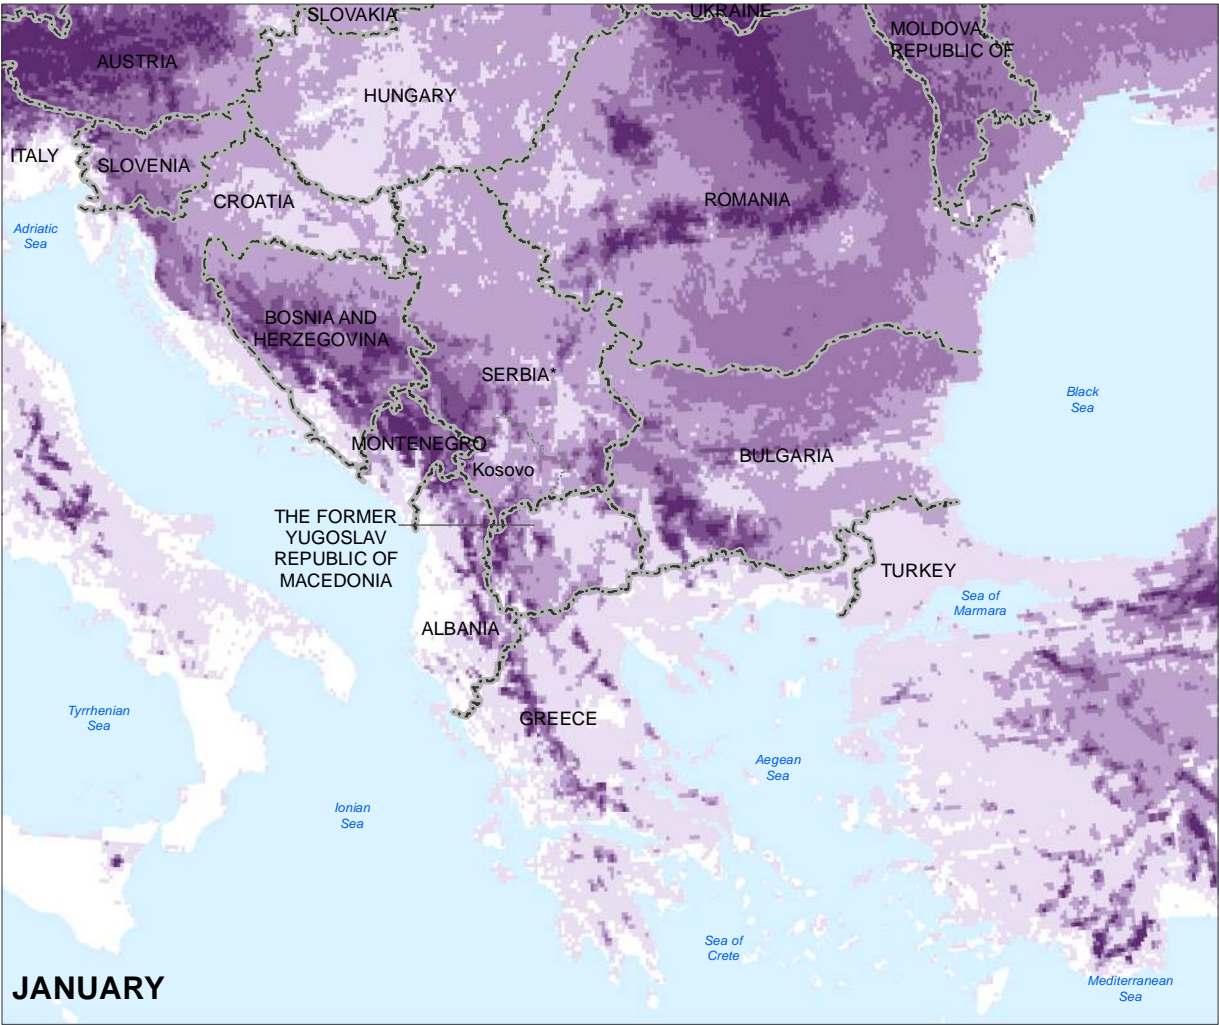 SLOVAKIA
UKRAINE
MOLDOVA,
REPUBLIC OF
AUSTRIA
HUNGARY
ITALY
SLOVENIA
CROATIA
ROMANIA
Adriatic
Sea
BOSNIA AND
HERZEGOVINA
SERBIA*
Black
Sea
MONTENEGRO
Kosovo
BULGARIA
THE FORMER
YUGOSLAV
REPUBLIC OF
MACEDONIA
TURKEY
Sea of
Marmara
ALBANIA
Tyrrhenian
Sea
GREECE
Aegean
Sea
Ionian
Sea
Sea of
Crete
JANUARY
Mediterranean
Sea